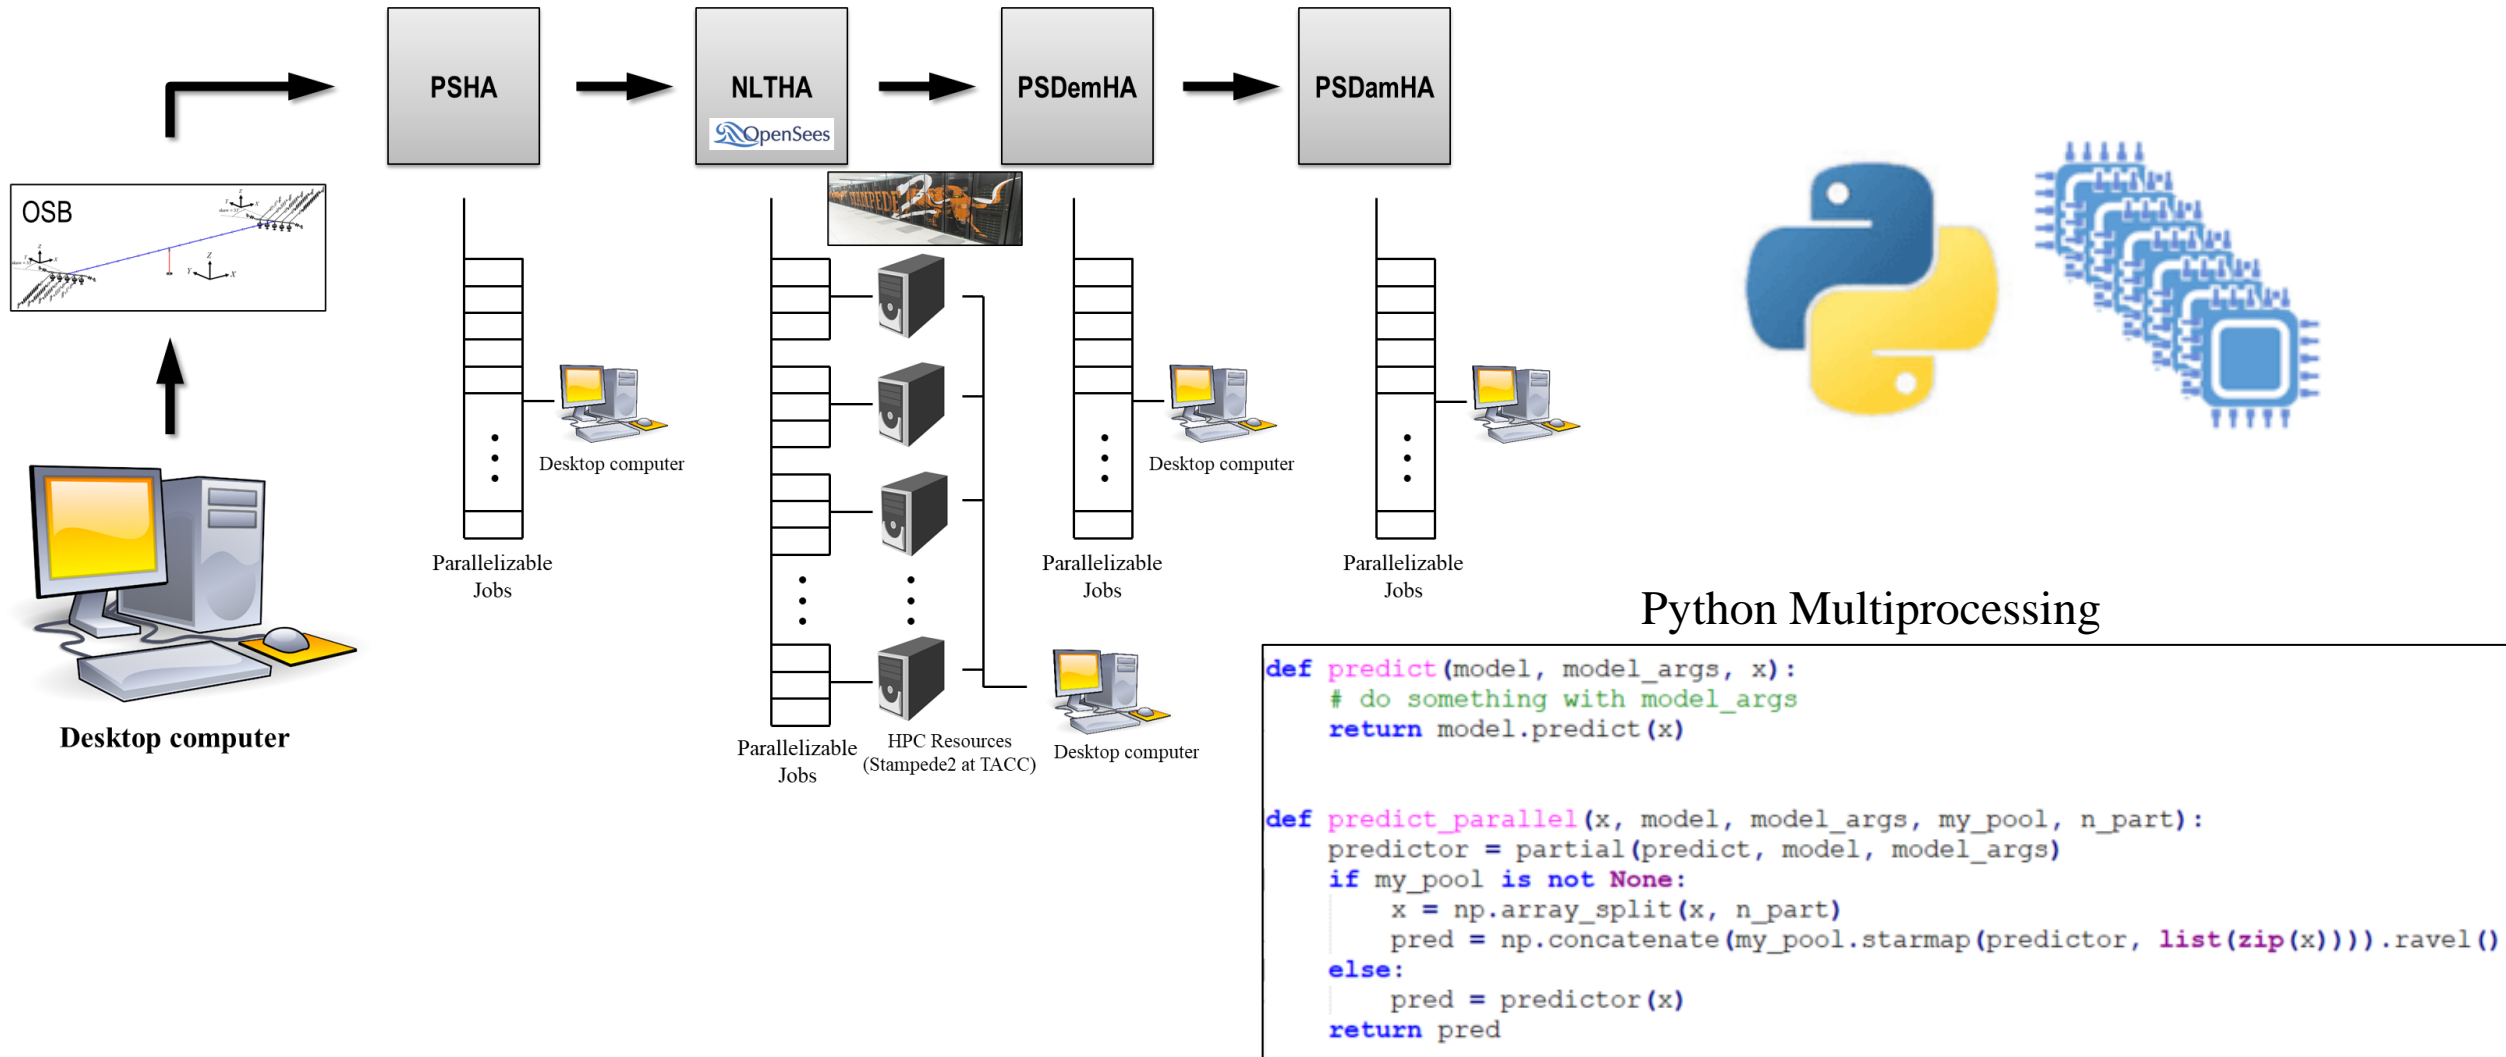 PSHA
NLTHA
OpenSees
PSDemHA
PSDamHA
STAMPEDE
OSB
Z
Y
X
Desktop computer
Parallelizable
Jobs
Desktop computer
Parallelizable
Jobs
HPC Resources
(Stampede2 at TACC)
Desktop computer
Parallelizable
Jobs
Desktop computer
Parallelizable
Jobs
Desktop computer
Python Multiprocessing
def predict(model, model_args, x):
    # do something with model_args
    return model.predict(x)
def predict_parallel(x, model, model_args, my_pool, n_part):
    predictor = partial(predict, model, model_args)
    if my_pool is not None:
        x = np.array_split(x, n_part)
        pred = np.concatenate(my_pool.starmap(predictor, list(zip(x)))).ravel()
    else:
        pred = predictor(x)
    return pred